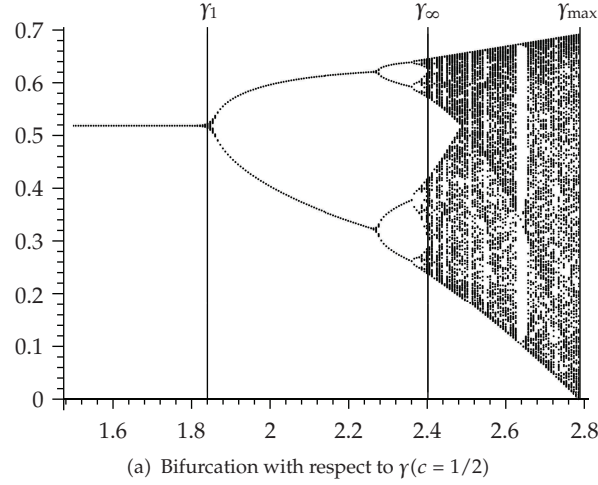 γ1 γ∞ γmax
0.7
0.6
0.5
0.4
0.3
0.2
0.1
0
1.6 1.8 2 2.2 2.4 2.6 2.8
(a) Bifurcation with respect to γ(c = 1/2)